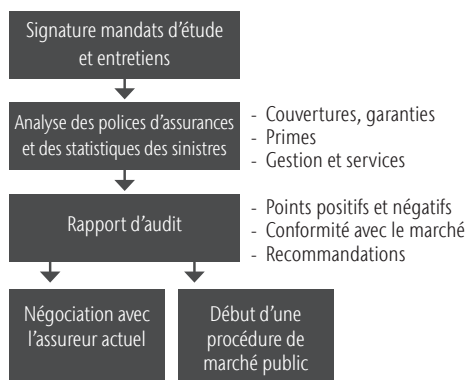 Signature mandats d'étude
et entretiens
Analyse des polices d'assurances
et des statistiques des sinistres
- Couvertures, garanties
- Primes
- Gestion et services
Rapport d'audit
- Points positifs et négatifs
- Conformité avec le marché
- Recommandations
Négociation avec
l'assureur actuel
Début d'une
procédure de
marché public